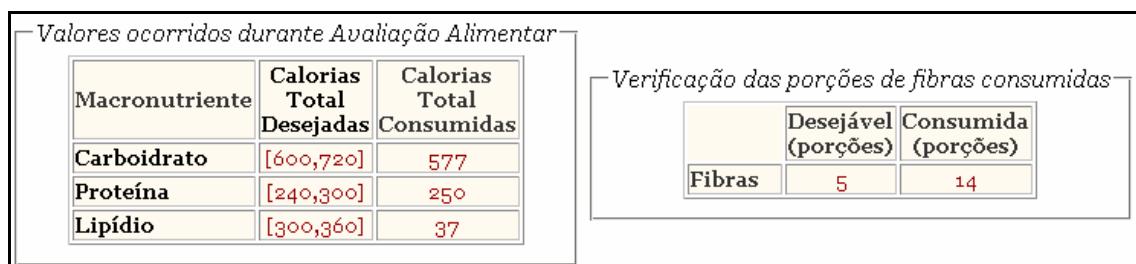 Valores ocorridos durante Avaliação Alimentar
Macronutriente
Calorias
Total
Desejadas
Calorias
Total
Consumidas
Carboidrato [600,720] 577
Proteína [240,300] 250
Lipídio [300,360] 37
Verificação das porções de fibras consumidas
Desejável
(porções)
Consumida
(porções)
Fibras 5 14